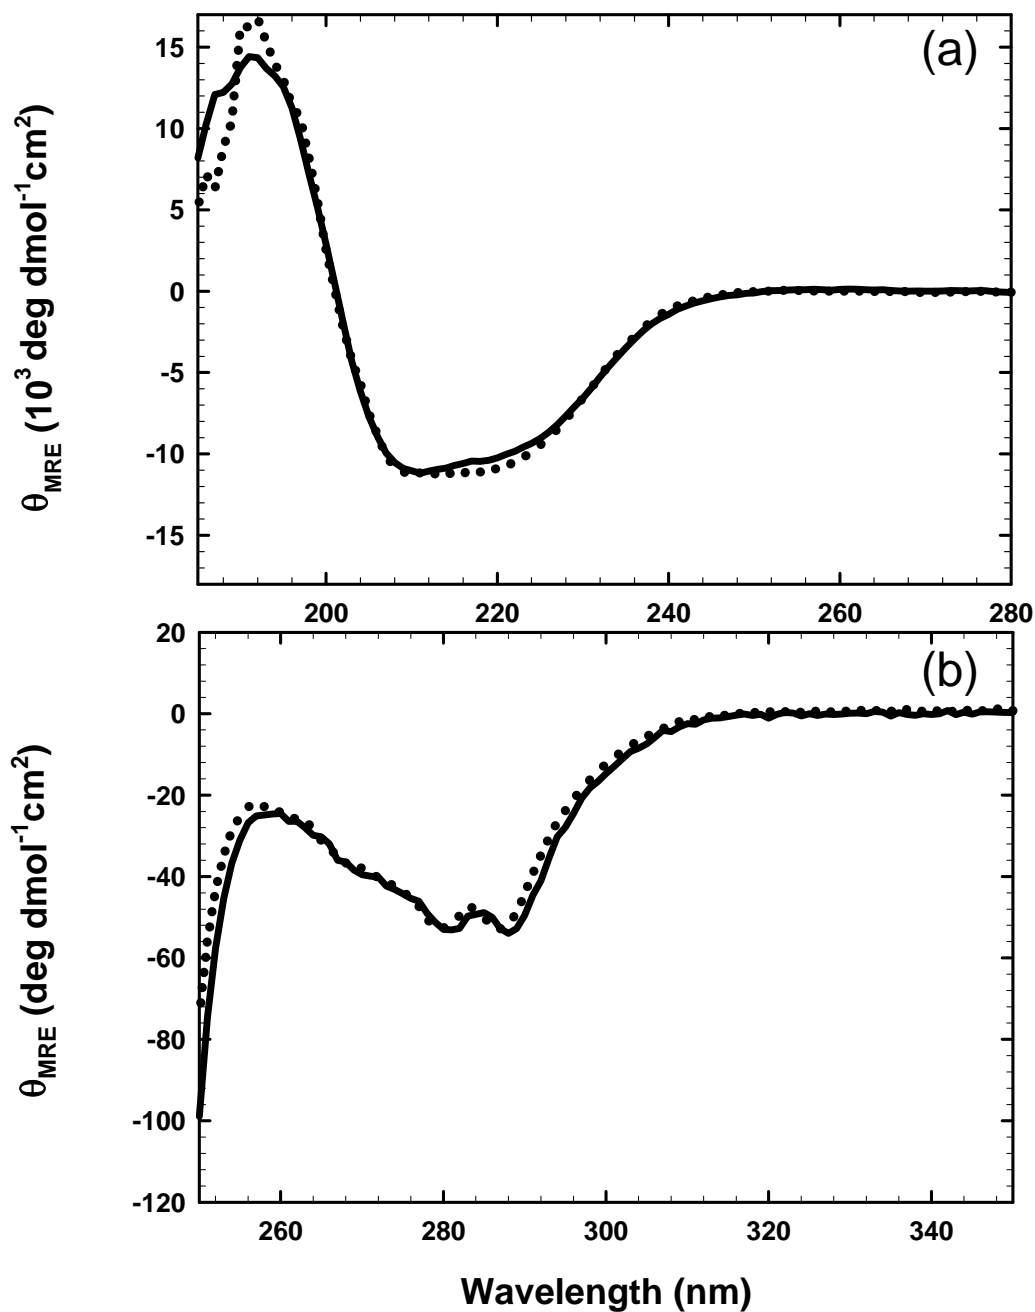 (a)
θMRE (10³ deg dmol⁻¹cm²)
15
10
5
0
-5
-10
-15
200 220 240 260 280
(b)
θMRE (deg dmol⁻¹cm²)
20
0
-20
-40
-60
-80
-100
-120
260 280 300 320 340
Wavelength (nm)